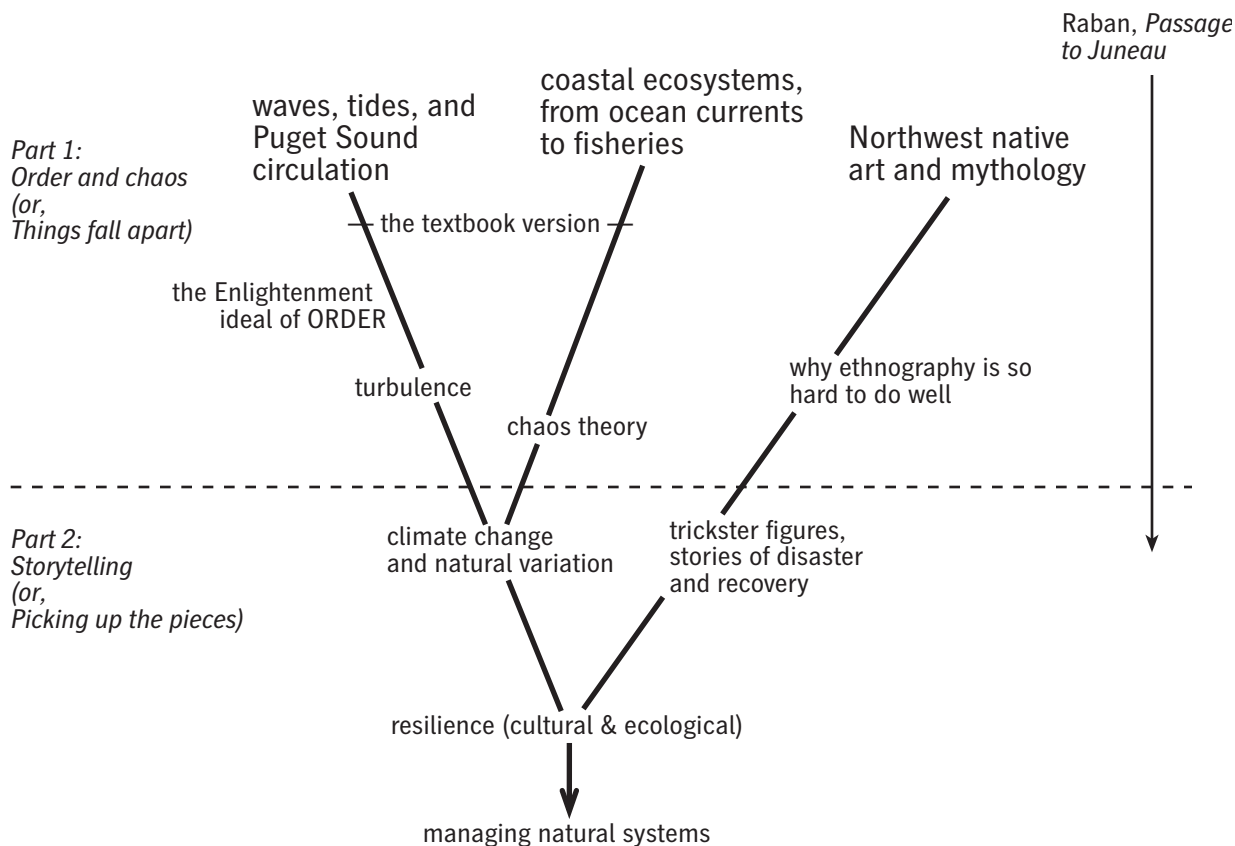 Raban, Passage
to Juneau
coastal ecosystems,
from ocean currents
to fisheries
waves, tides, and
Puget Sound
circulation
Northwest native
art and mythology
Part 1:
Order and chaos
(or,
Things fall apart)
the textbook version
the Enlightenment
ideal of ORDER
why ethnography is so
hard to do well
turbulence
chaos theory
Part 2:
Storytelling
(or,
Picking up the pieces)
climate change
and natural variation
trickster figures,
stories of disaster
and recovery
resilience (cultural & ecological)
managing natural systems